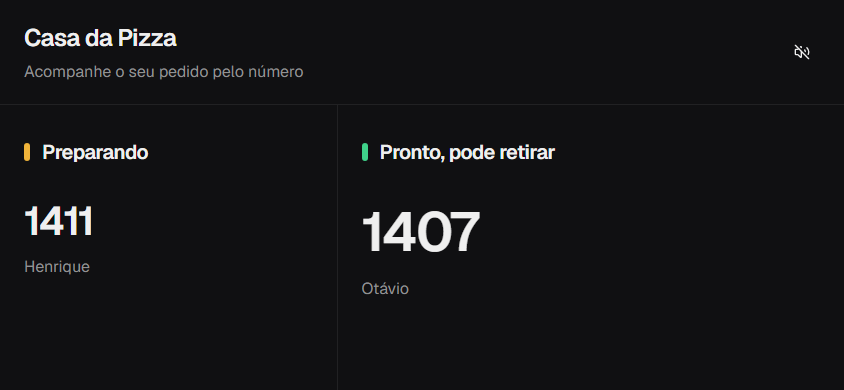 Casa da Pizza
Acompanhe o seu pedido pelo número
Preparando
1411
Henrique
Pronto, pode retirar
1407
Otávio